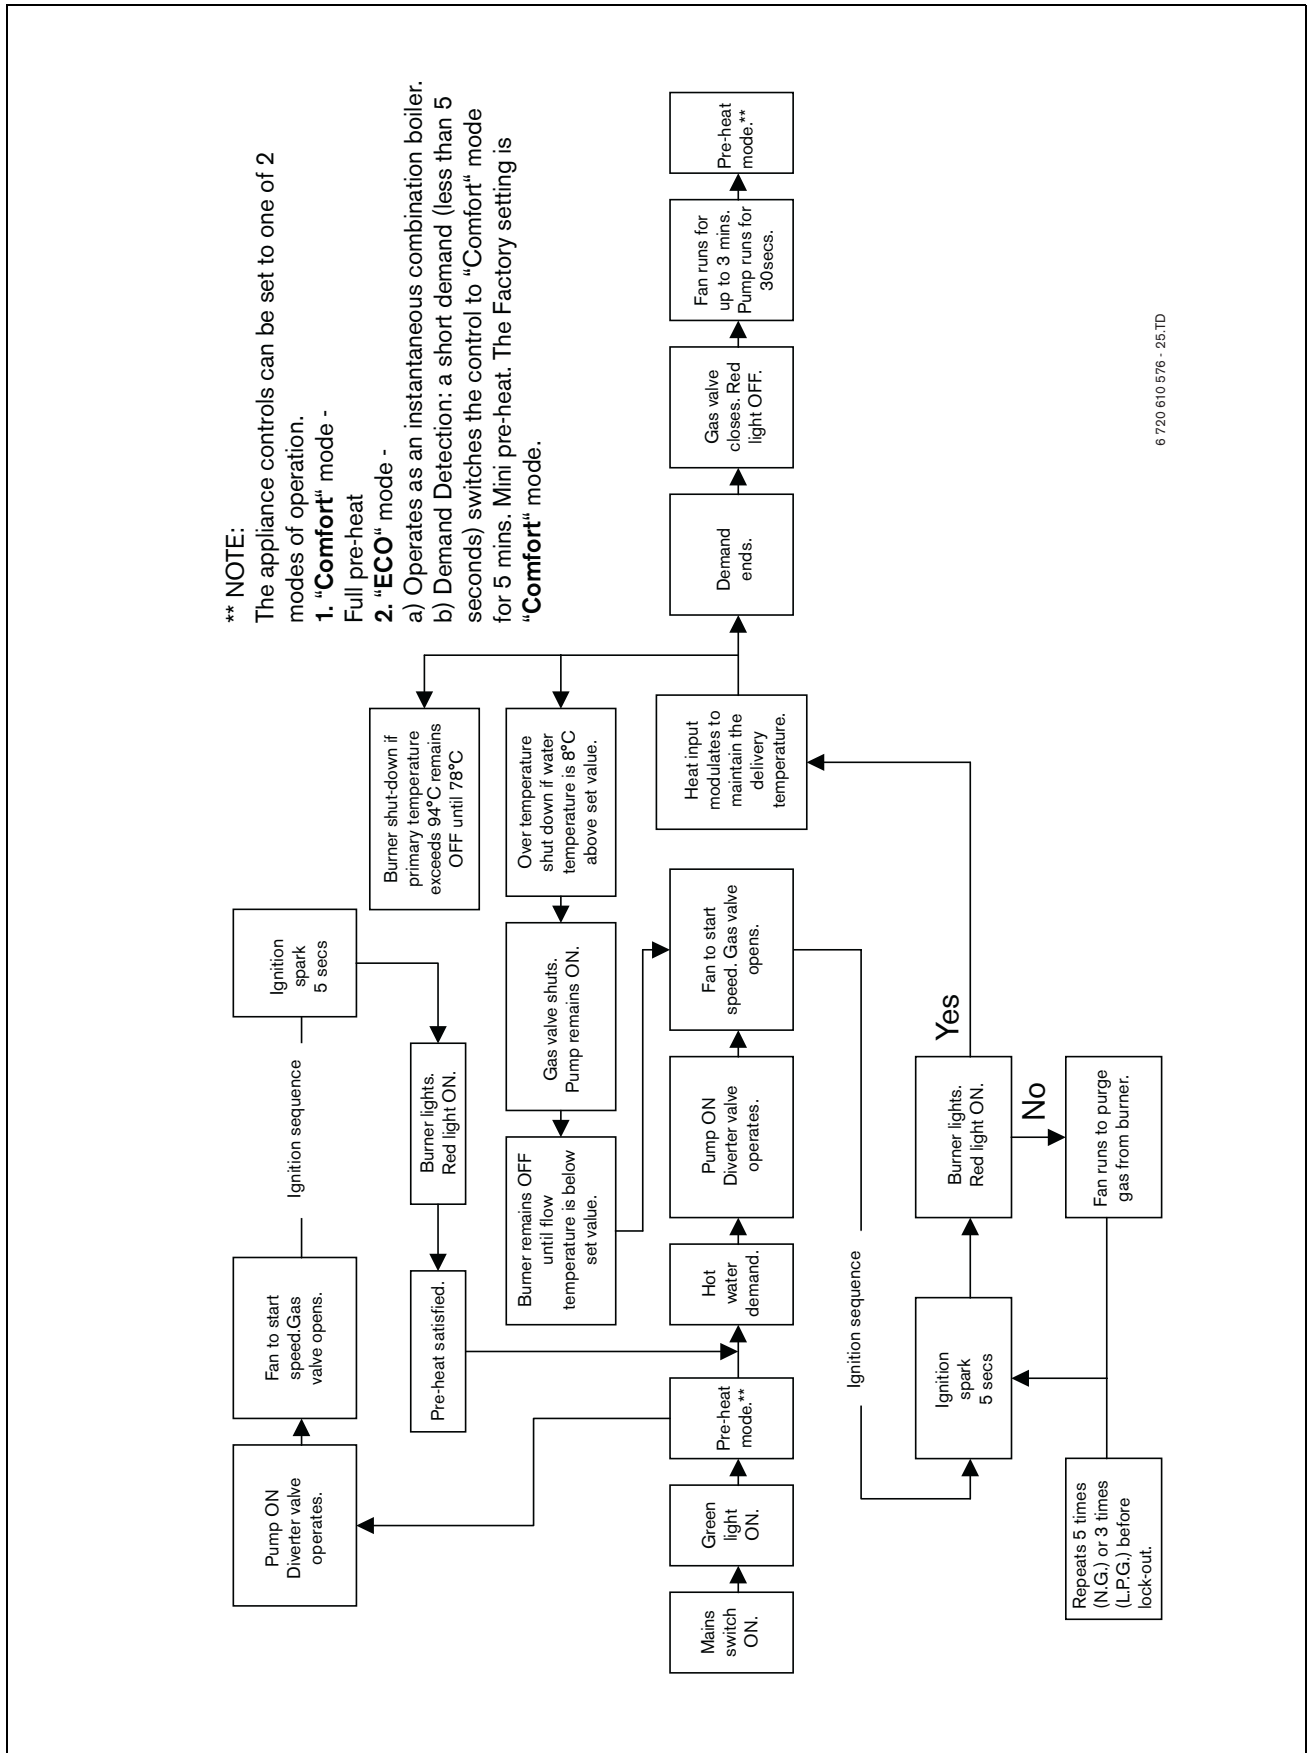 ** NOTE:
The appliance controls can be set to one of 2
modes of operation.
1. “Comfort“ mode -
Full pre-heat
2. “ECO“ mode -
a) Operates as an instantaneous combination boiler.
b) Demand Detection: a short demand (less than 5
seconds) switches the control to “Comfort“ mode
for 5 mins. Mini pre-heat. The Factory setting is
“Comfort“ mode.
Pump ON
Diverter valve
operates.
Fan to start
speed.Gas
valve opens.
Ignition sequence
Ignition
spark
5 secs
Burner lights.
Red light ON.
Pre-heat satisfied.
Burner shut-down if
primary temperature
exceeds 94°C remains
OFF until 78°C
Over temperature
shut down if water
temperature is 8°C
above set value.
Gas valve shuts.
Pump remains ON.
Burner remains OFF
until flow
temperature is below
set value.
Mains
switch
ON.
Green
light
ON.
Pre-heat
mode.**
Hot
water
demand.
Pump ON
Diverter valve
operates.
Fan to start
speed. Gas valve
opens.
Heat input
modulates to
maintain the
delivery
temperature.
Demand
ends.
Gas valve
closes. Red
light OFF.
Fan runs for
up to 3 mins.
Pump runs for
30secs.
Pre-heat
mode.**
Ignition sequence
Ignition
spark
5 secs
Burner lights.
Red light ON.
Yes
No
Repeats 5 times
(N.G.) or 3 times
(L.P.G.) before
lock-out.
Fan runs to purge
gas from burner.
6 720 610 576 - 25.TD